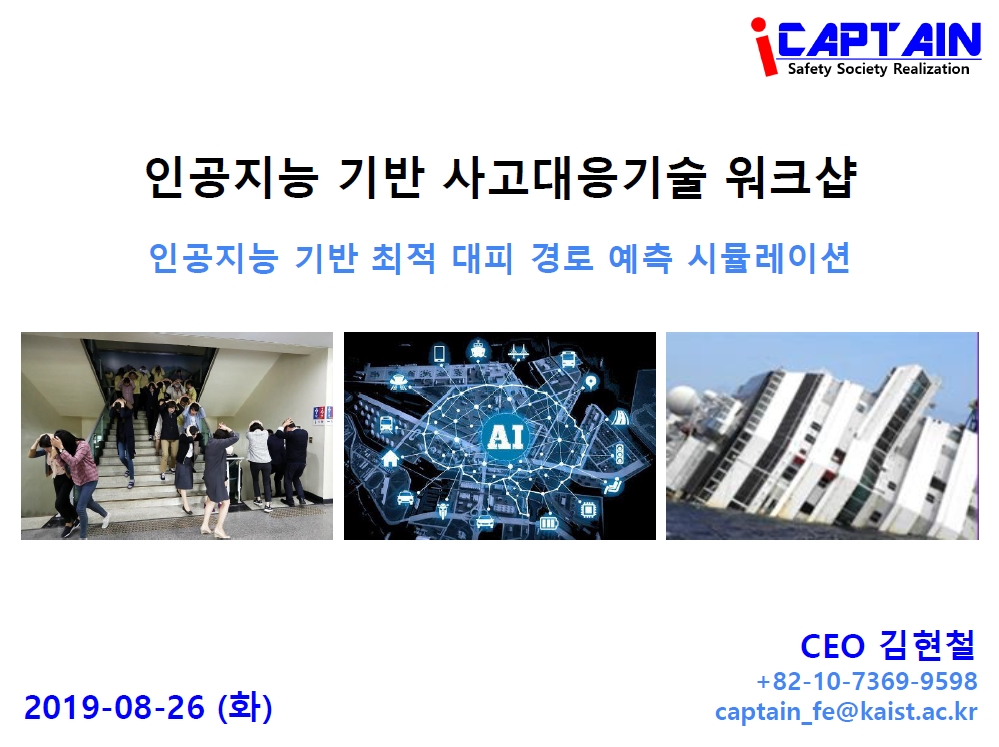 iCAPTAIN
Safety Society Realization
인공지능 기반 사고대응기술 워크샵
인공지능 기반 최적 대피 경로 예측 시뮬레이션
AI
CEO 김현철
+82-10-7369-9598
2019-08-26 (화)
captain_fe@kaist.ac.kr